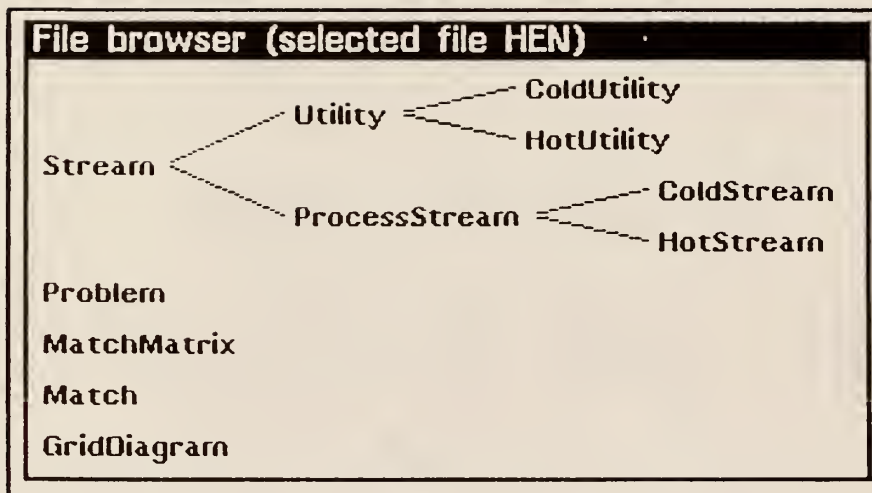 File browser (selected file HEN)
ColdUtility
Utility
HotUtility
Stream
ColdStream
ProcessStream
HotStream
Problem
MatchMatrix
Match
GridDiagram